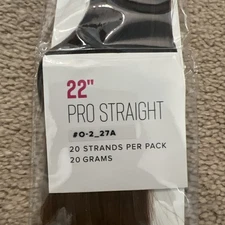 22"
PRO STRAIGHT
#O-2_27A
20 STRANDS PER PACK
20 GRAMS